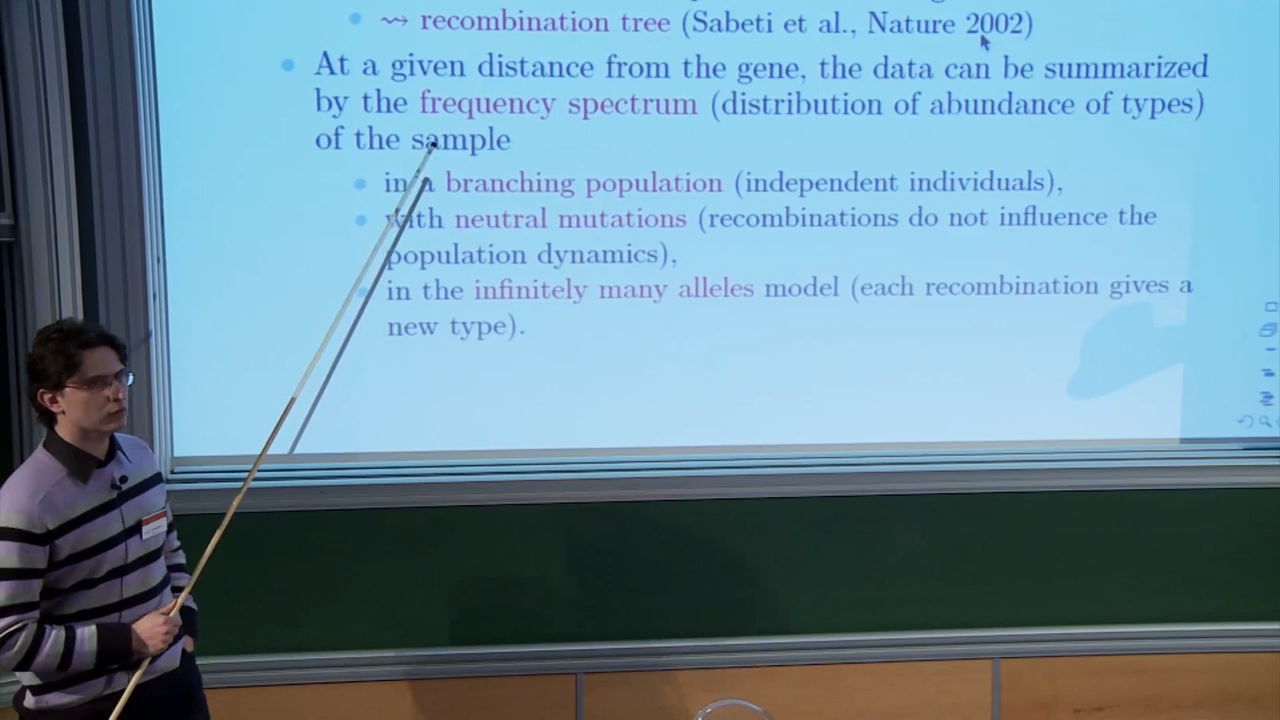 ⇝ recombination tree (Sabeti et al., Nature 2002)
At a given distance from the gene, the data can be summarized
by the frequency spectrum (distribution of abundance of types)
of the sample
in a branching population (independent individuals),
with neutral mutations (recombinations do not influence the
population dynamics),
in the infinitely many alleles model (each recombination gives a
new type).